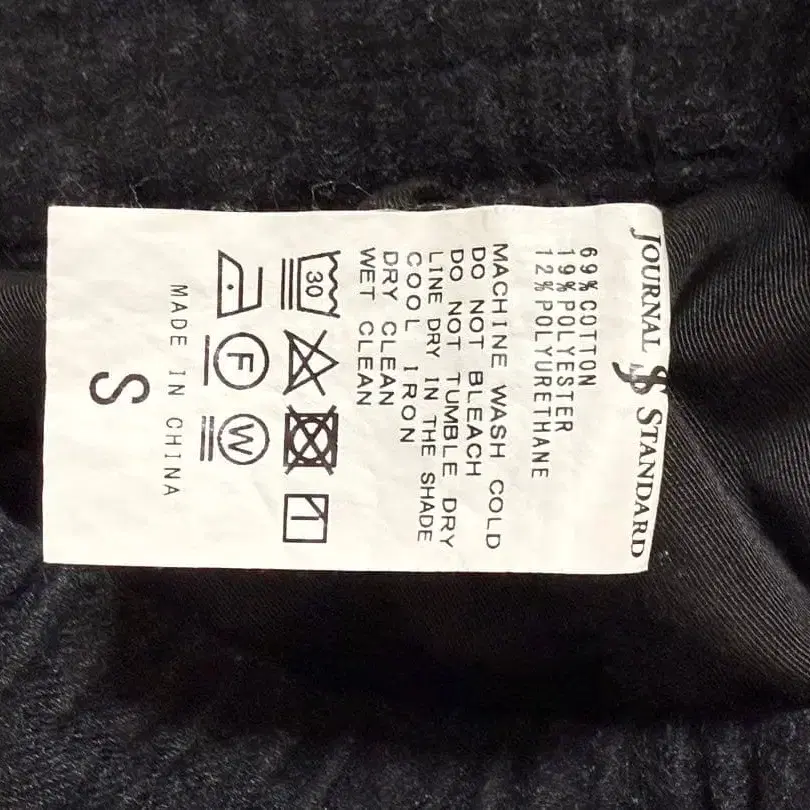 JOURNAL JS STANDARD
69%COTTON
19%POLYESTER
12%POLYURETHANE
MACHINE WASH COLD
DO NOT BLEACH
DO NOT TUMBLE DRY
LINE DRY IN THE SHADE
COOL IRON
DRY CLEAN
WET CLEAN
30
F W
MADE IN CHINA
S